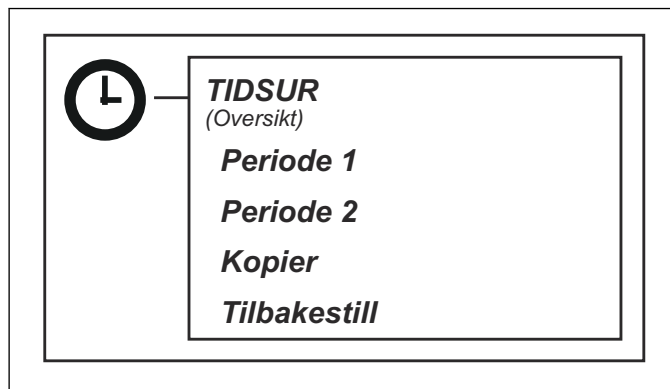 TIDSUR
(Oversikt)
Periode 1
Periode 2
Kopier
Tilbakestill